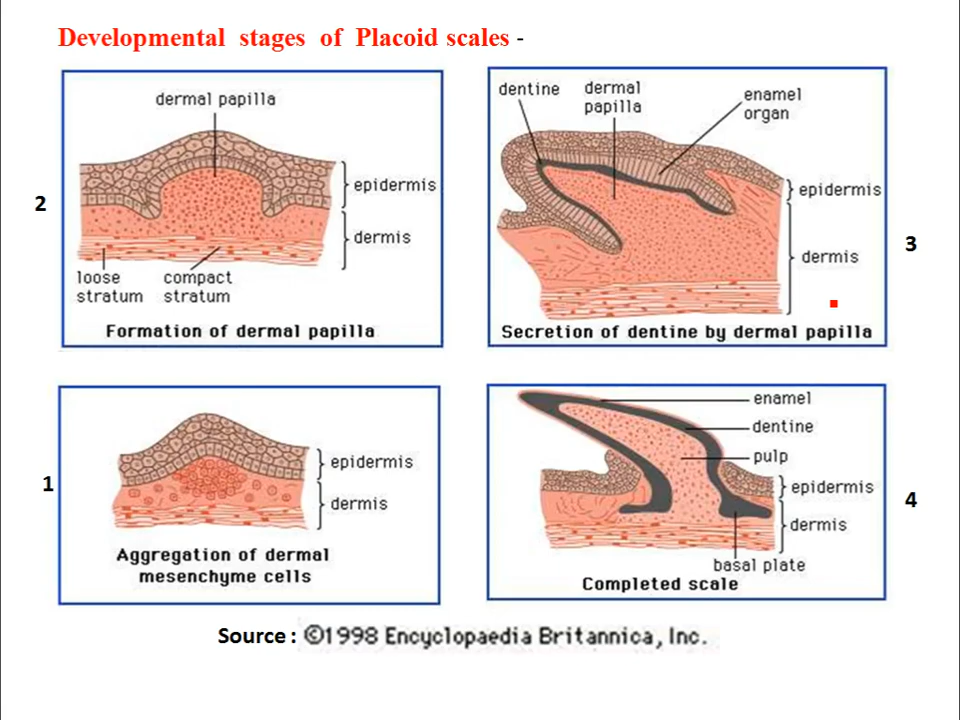 Developmental stages of Placoid scales -
2
dermal papilla
epidermis
dermis
loose
stratum
compact
stratum
Formation of dermal papilla
dentine
dermal
papilla
enamel
organ
epidermis
dermis
Secretion of dentine by dermal papilla
3
1
epidermis
dermis
Aggregation of dermal
mesenchyme cells
enamel
dentine
pulp
epidermis
dermis
basal plate
Completed scale
4
Source : ©1998 Encyclopaedia Britannica, Inc.